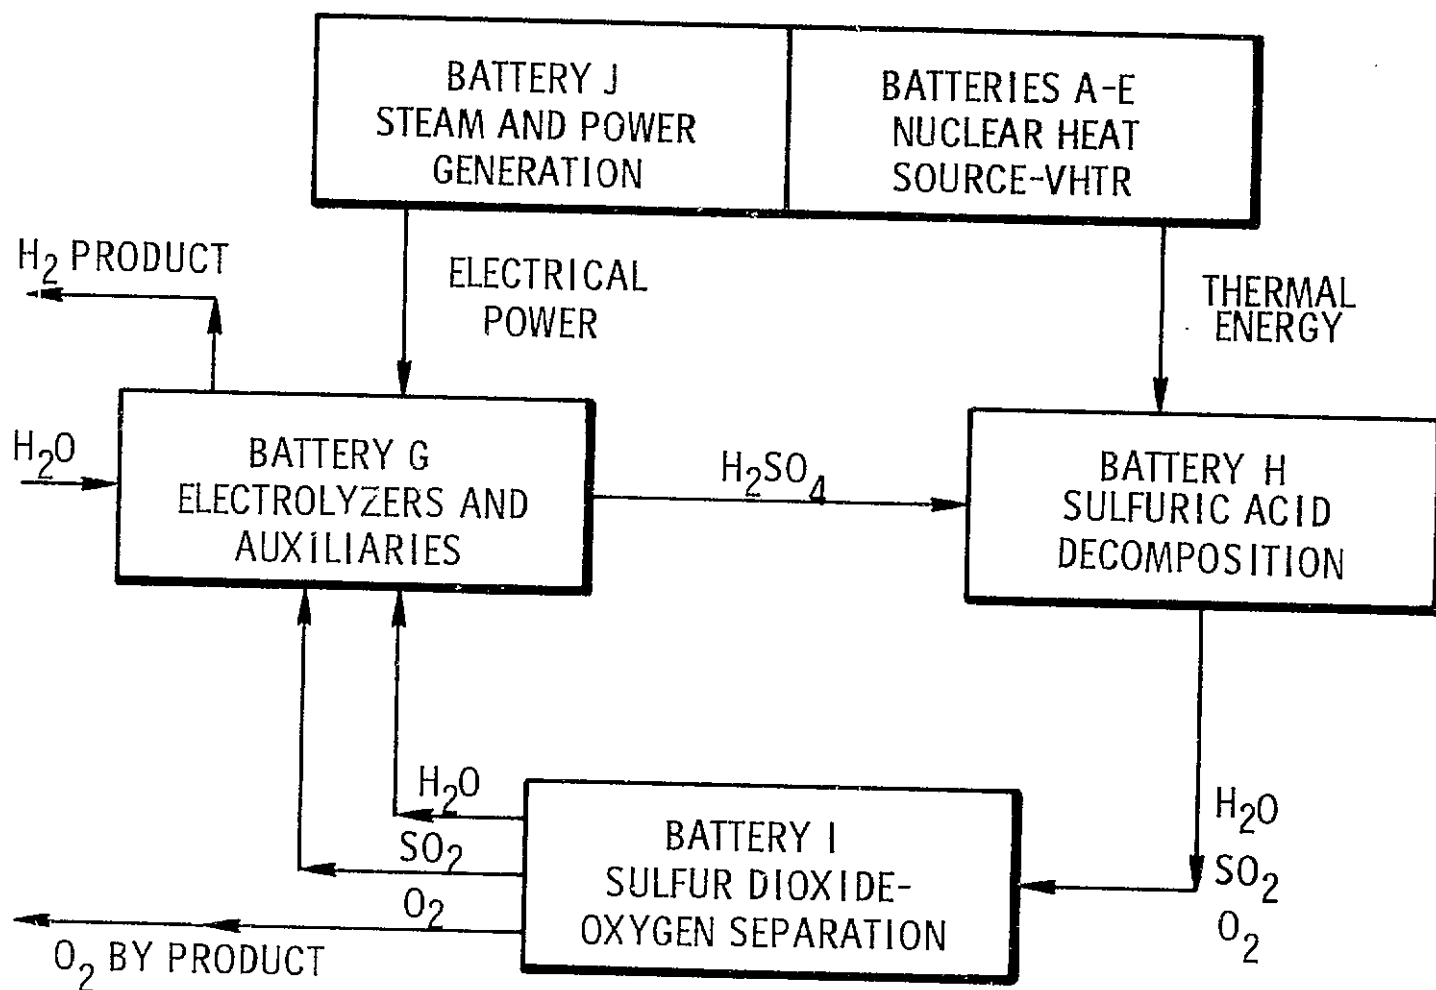 BATTERY J
STEAM AND POWER
GENERATION
BATTERIES A-E
NUCLEAR HEAT
SOURCE-VHTR
H2 PRODUCT
ELECTRICAL
POWER
THERMAL
ENERGY
H2O
BATTERY G
ELECTROLYZERS AND
AUXILIARIES
H2SO4
BATTERY H
SULFURIC ACID
DECOMPOSITION
H2O
SO2
O2
BATTERY I
SULFUR DIOXIDE-
OXYGEN SEPARATION
H2O
SO2
O2
O2 BY PRODUCT